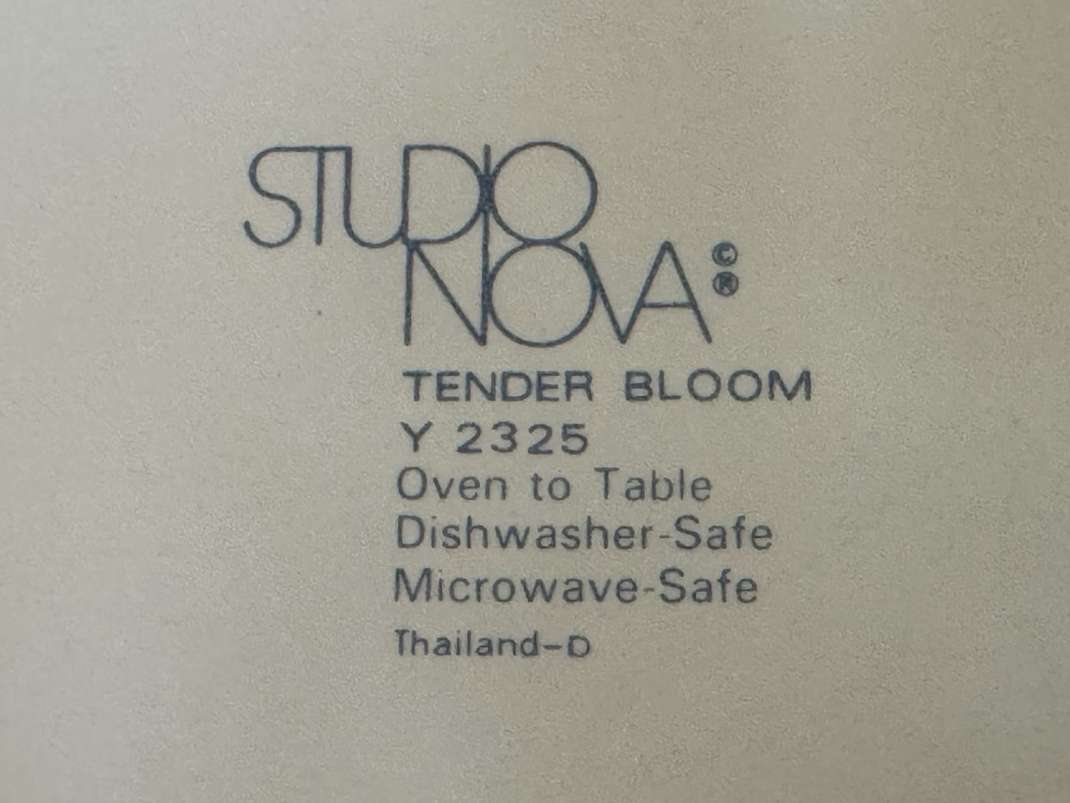 STUDIO
NOVA ©
®
TENDER BLOOM
Y 2325
Oven to Table
Dishwasher-Safe
Microwave-Safe
Thailand-D